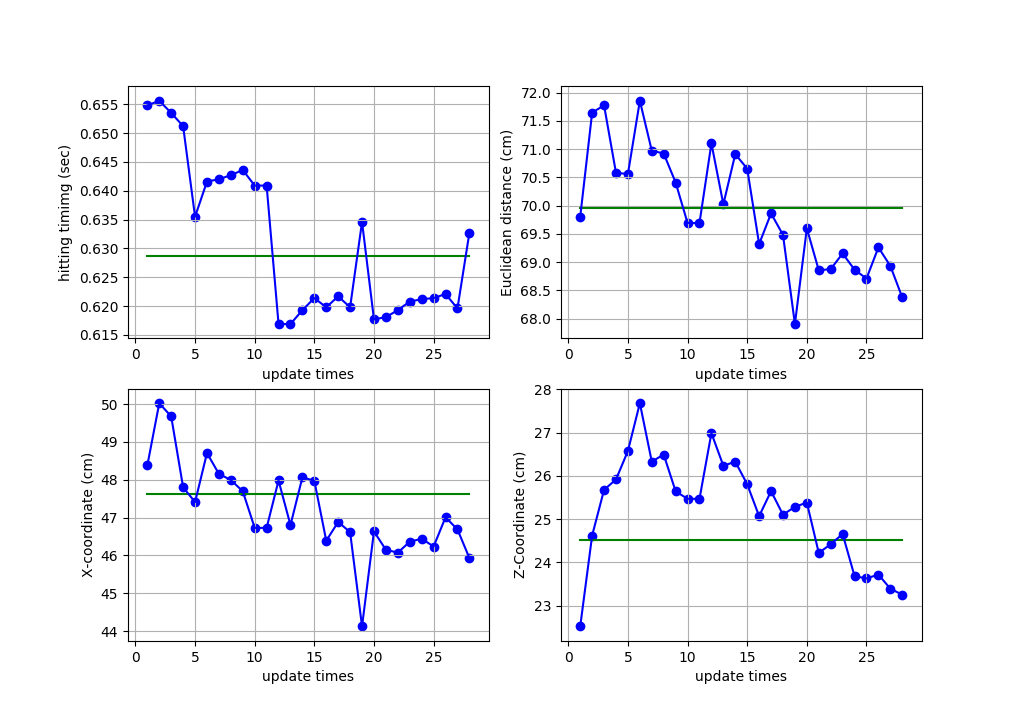 hitting timimg (sec)
0.655
0.650
0.645
0.640
0.635
0.630
0.625
0.620
0.615
0 5 10 15 20 25
update times
Euclidean distance (cm)
72.0
71.5
71.0
70.5
70.0
69.5
69.0
68.5
68.0
0 5 10 15 20 25
update times
X-coordinate (cm)
50
49
48
47
46
45
44
0 5 10 15 20 25
update times
Z-Coordinate (cm)
28
27
26
25
24
23
0 5 10 15 20 25
update times